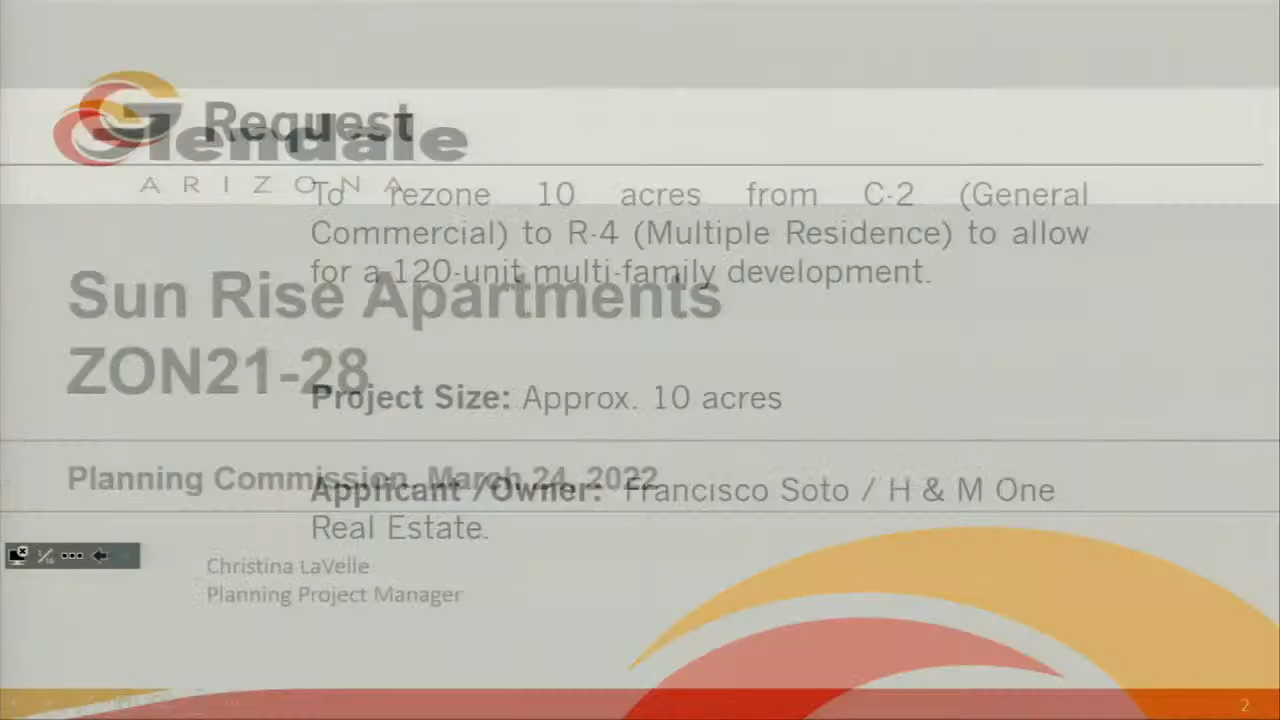 Request
Glendale
ARIZONA
To rezone 10 acres from C-2 (General
Commercial) to R-4 (Multiple Residence) to allow
for a 120-unit multi-family development.
Sun Rise Apartments
ZON21-28
Project Size: Approx. 10 acres
Planning Commission, March 24, 2022
Applicant /Owner: Francisco Soto / H & M One
Real Estate.
Christina LaVelle
Planning Project Manager
2